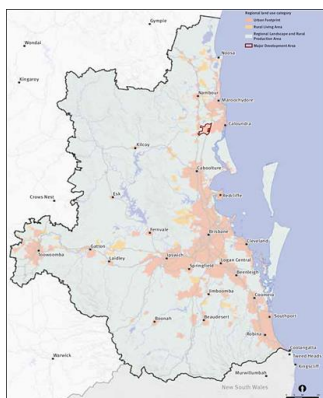 Regional land use category
Urban Footprint
Rural Living Area
Regional Landscape and Rural
Production Area
Major Development Area
Gympie
Wondai
Noosa
Kingaroy
Nambour
Maroochydore
Caloundra
Kilcoy
Caboolture
Crows Nest
Esk
Redcliffe
Fernvale
Brisbane
Cleveland
Toowoomba
Gatton
Laidley
Ipswich
Logan Central
Springfield
Beenleigh
Jimboomba
Coomera
Boonah
Beaudesert
Southport
Robina
Coolangatta
Tweed Heads
Warwick
Kingscliff
Murwillumbah
New South Wales